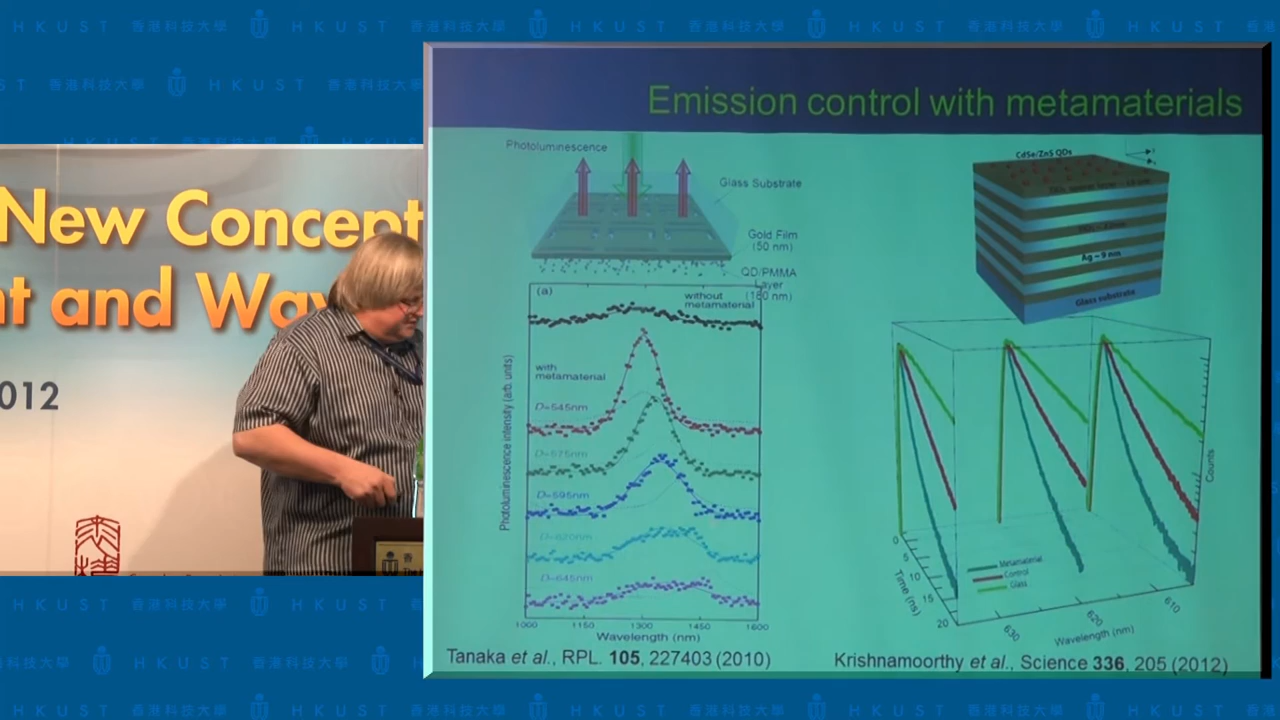 HKUST 香港科技大學
New Concept
nt and Wav
012
Emission control with metamaterials
Photoluminescence
Glass Substrate
Gold Film
(50 nm)
QD/PMMA
Layer
(180 nm)
(a)
without
metamaterial
with
metamaterial
D=545nm
D=575nm
D=595nm
D=620nm
D=645nm
Photoluminescence intensity (arb. units)
1000 1150 1300 1450 1600
Wavelength (nm)
Tanaka et al., RPL. 105, 227403 (2010)
CdSe/ZnS QDs
Ag ~ 9 nm
Glass substrate
Counts
0
5
10
15
20
Time (ns)
Metamaterial
Control
Glass
630 620 610
Wavelength (nm)
Krishnamoorthy et al., Science 336, 205 (2012)